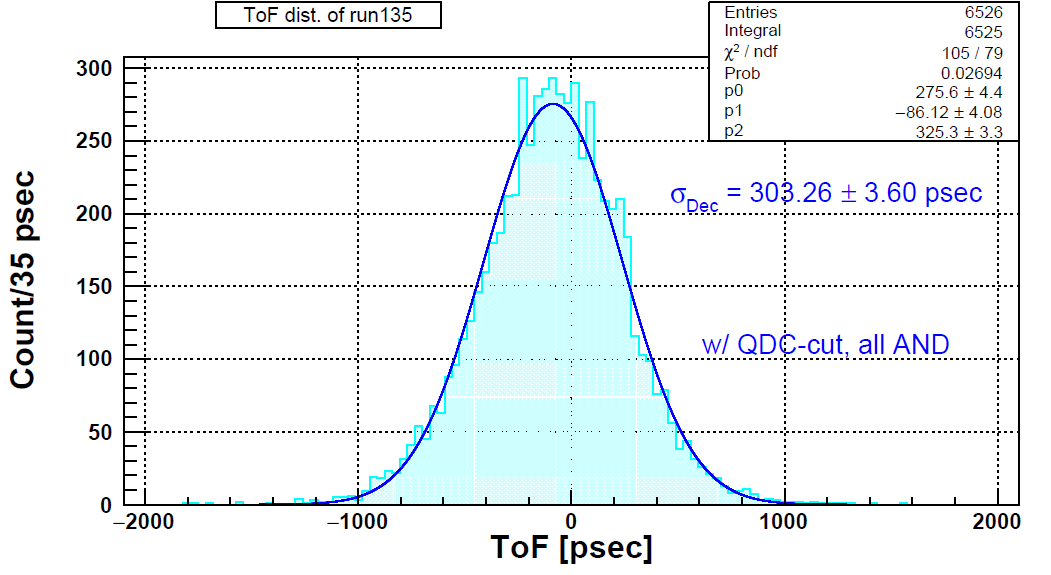 ToF dist. of run135
Entries 6526
Integral 6525
χ² / ndf 105 / 79
Prob 0.02694
p0 275.6 ± 4.4
p1 −86.12 ± 4.08
p2 325.3 ± 3.3
σDec = 303.26 ± 3.60 psec
w/ QDC-cut, all AND
Count/35 psec
300
250
200
150
100
50
0
−2000 −1000 0 1000 2000
ToF [psec]